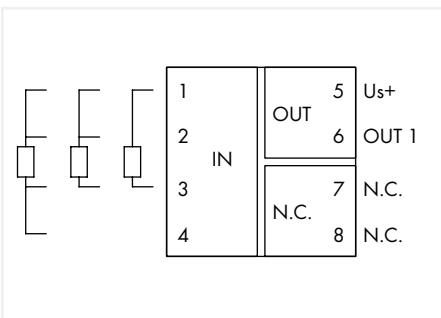 1 5 Us+
OUT
2 6 OUT 1
IN
3 7 N.C.
N.C.
4 8 N.C.